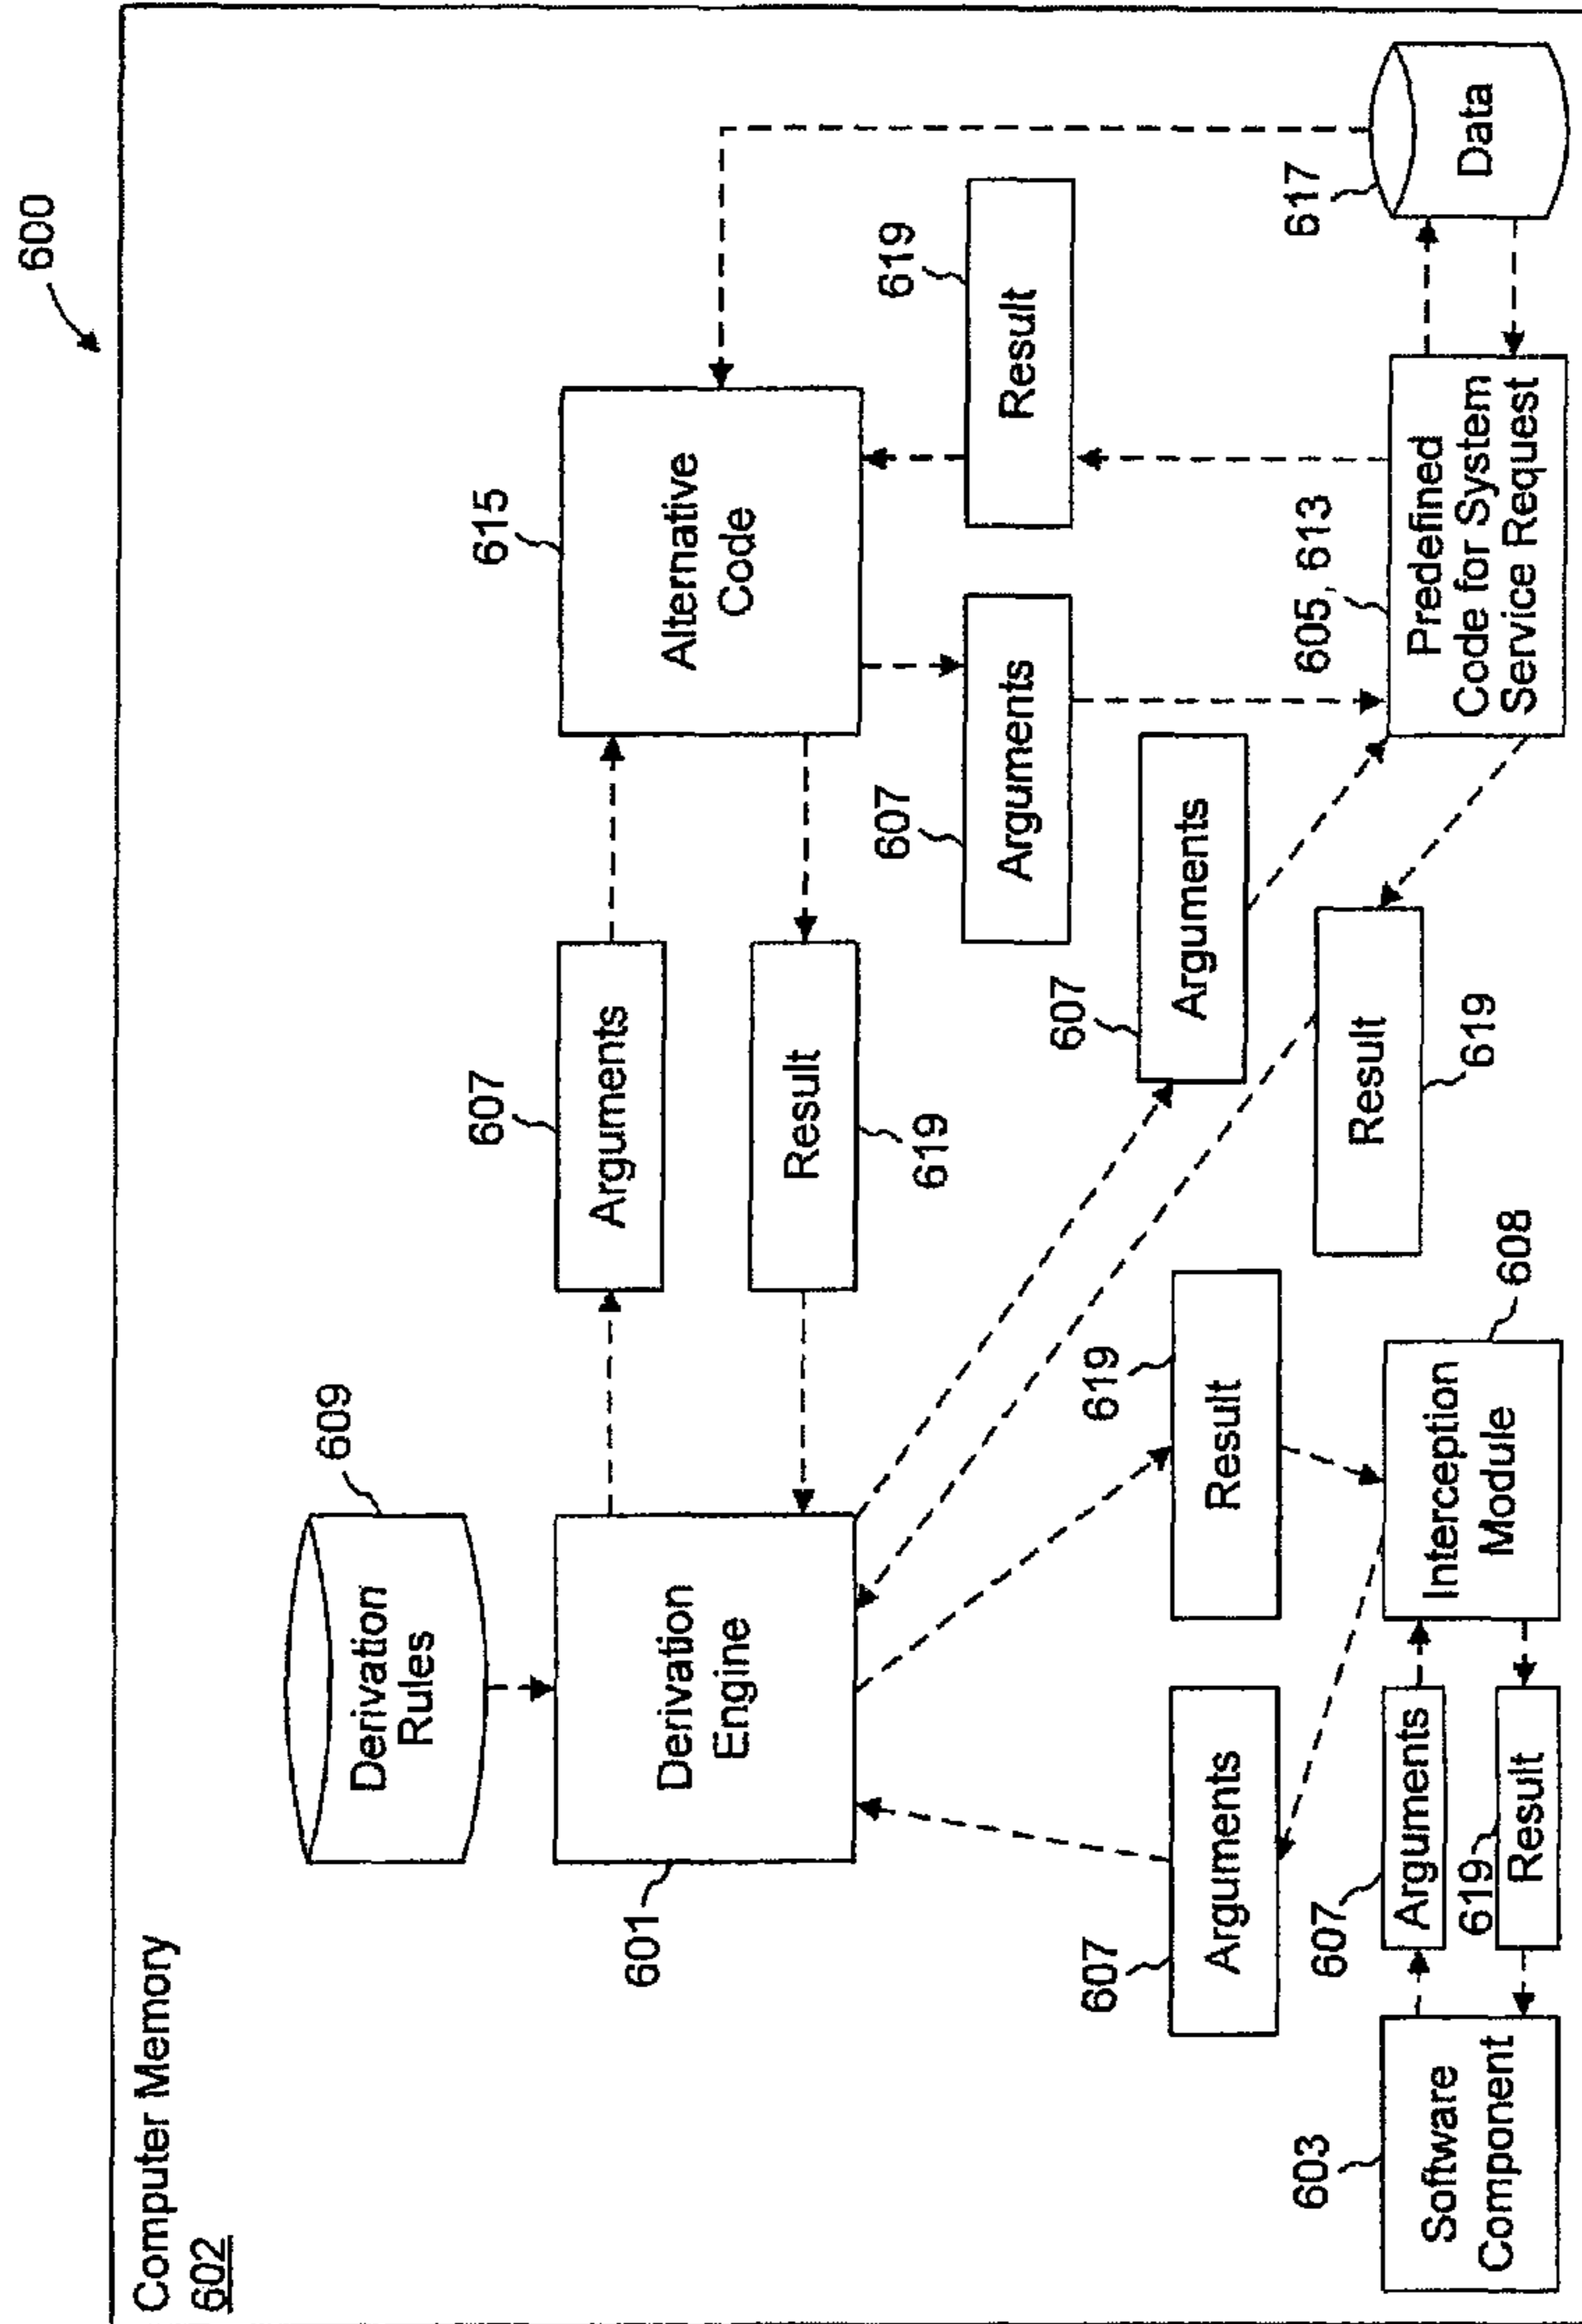 600
Computer Memory
602
609
Derivation
Rules
601
Derivation
Engine
607
Arguments
Result
619
615
Alternative
Code
607
Arguments
619
Result
607
Arguments
Result
619
607
Arguments
619
Result
603
Software
Component
607
Arguments
619
Result
Interception
Module
608
605, 613
Predefined
Code for System
Service Request
617
Data